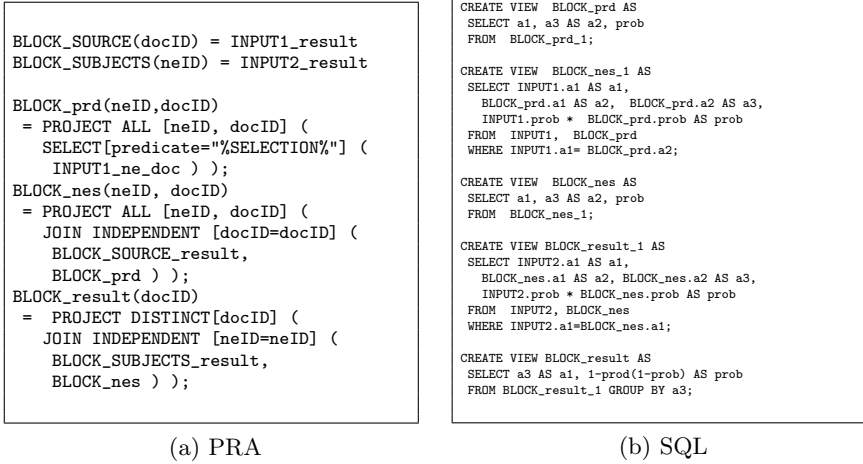 BLOCK_SOURCE(docID) = INPUT1_result
BLOCK_SUBJECTS(neID) = INPUT2_result
BLOCK_prd(neID,docID)
= PROJECT ALL [neID, docID] (
SELECT[predicate="%SELECTION%"] (
INPUT1_ne_doc ) );
BLOCK_nes(neID, docID)
= PROJECT ALL [neID, docID] (
JOIN INDEPENDENT [docID=docID] (
BLOCK_SOURCE_result,
BLOCK_prd ) );
BLOCK_result(docID)
= PROJECT DISTINCT[docID] (
JOIN INDEPENDENT [neID=neID] (
BLOCK_SUBJECTS_result,
BLOCK_nes ) );
(a) PRA
CREATE VIEW BLOCK_prd AS
SELECT a1, a3 AS a2, prob
FROM BLOCK_prd_1;
CREATE VIEW BLOCK_nes_1 AS
SELECT INPUT1.a1 AS a1,
BLOCK_prd.a1 AS a2, BLOCK_prd.a2 AS a3,
INPUT1.prob * BLOCK_prd.prob AS prob
FROM INPUT1, BLOCK_prd
WHERE INPUT1.a1= BLOCK_prd.a2;
CREATE VIEW BLOCK_nes AS
SELECT a1, a3 AS a2, prob
FROM BLOCK_nes_1;
CREATE VIEW BLOCK_result_1 AS
SELECT INPUT2.a1 AS a1,
BLOCK_nes.a1 AS a2, BLOCK_nes.a2 AS a3,
INPUT2.prob * BLOCK_nes.prob AS prob
FROM INPUT2, BLOCK_nes
WHERE INPUT2.a1=BLOCK_nes.a1;
CREATE VIEW BLOCK_result AS
SELECT a3 AS a1, 1-prod(1-prob) AS prob
FROM BLOCK_result_1 GROUP BY a3;
(b) SQL